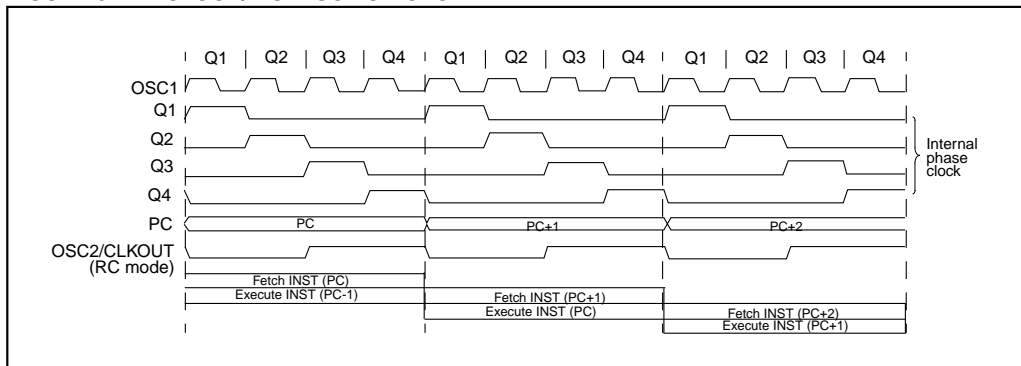 Q1 Q2 Q3 Q4 Q1 Q2 Q3 Q4 Q1 Q2 Q3 Q4
OSC1
Q1
Q2
Q3
Q4
Internal
phase
clock
PC
PC PC+1 PC+2
OSC2/CLKOUT
(RC mode)
Fetch INST (PC)
Execute INST (PC-1) Fetch INST (PC+1)
Execute INST (PC) Fetch INST (PC+2)
Execute INST (PC+1)